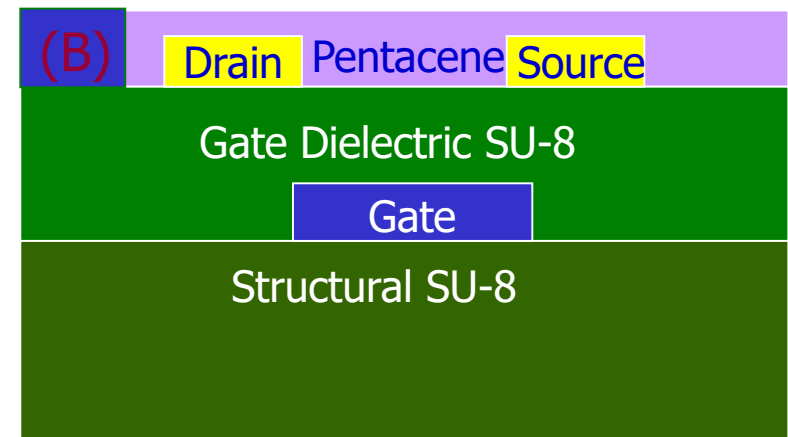 (B)
Drain Pentacene Source
Gate Dielectric SU-8
Gate
Structural SU-8